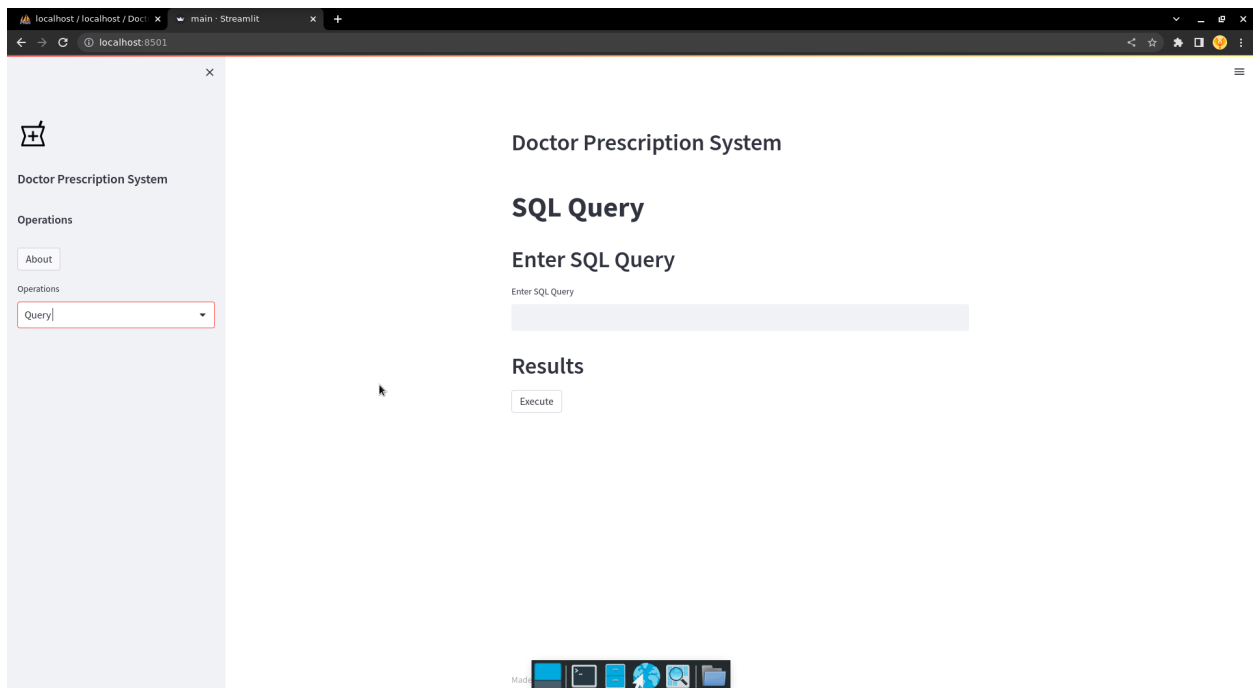 localhost / localhost / Doct
main · Streamlit
localhost:8501
Doctor Prescription System
Operations
About
Operations
Query
Doctor Prescription System
SQL Query
Enter SQL Query
Enter SQL Query
Results
Execute
Made